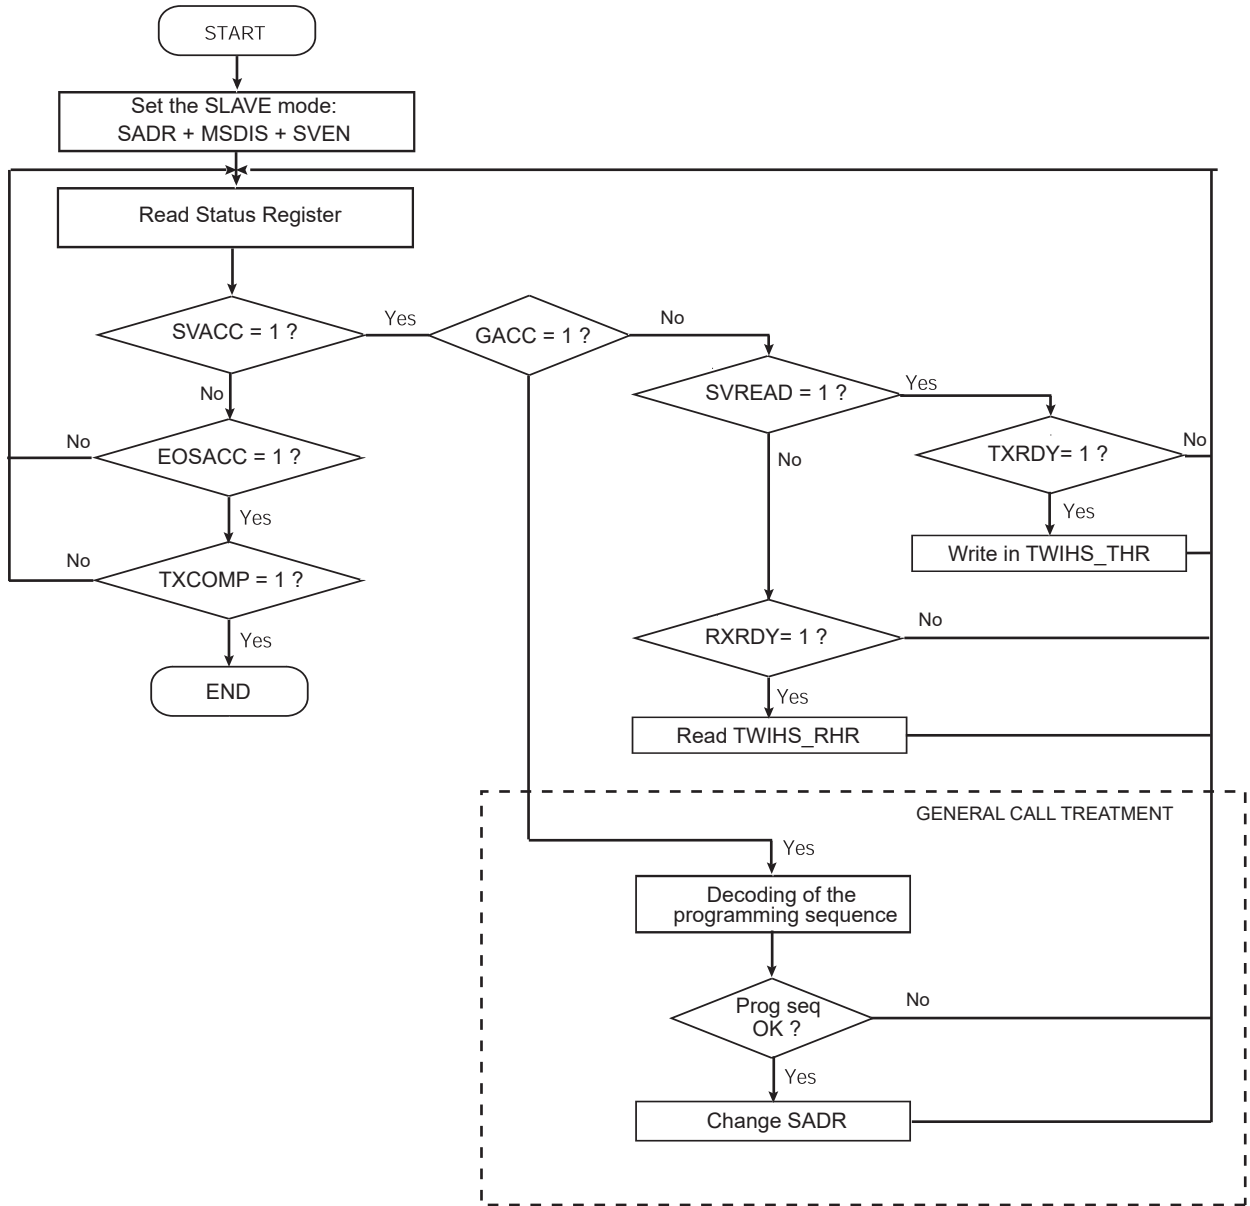 START
Set the SLAVE mode:
SADR + MSDIS + SVEN
Read Status Register
SVACC = 1 ?
Yes
GACC = 1 ?
No
SVREAD = 1 ?
Yes
No
TXRDY= 1 ?
No
No
EOSACC = 1 ?
No
Yes
Yes
Write in TWIHS_THR
No
TXCOMP = 1 ?
Yes
RXRDY= 1 ?
No
END
Yes
Read TWIHS_RHR
GENERAL CALL TREATMENT
Yes
Decoding of the
programming sequence
Prog seq
OK ?
No
Yes
Change SADR